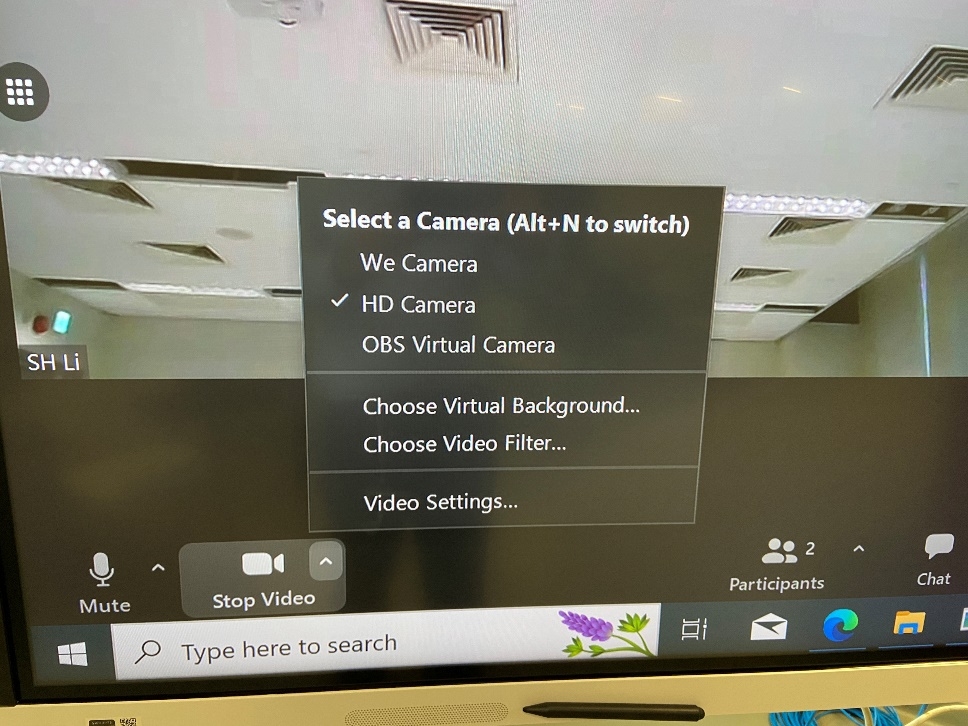 Select a Camera (Alt+N to switch)
We Camera
HD Camera
OBS Virtual Camera
SH Li
Choose Virtual Background...
Choose Video Filter...
Video Settings...
Mute
Stop Video
2
Participants
Chat
Type here to search